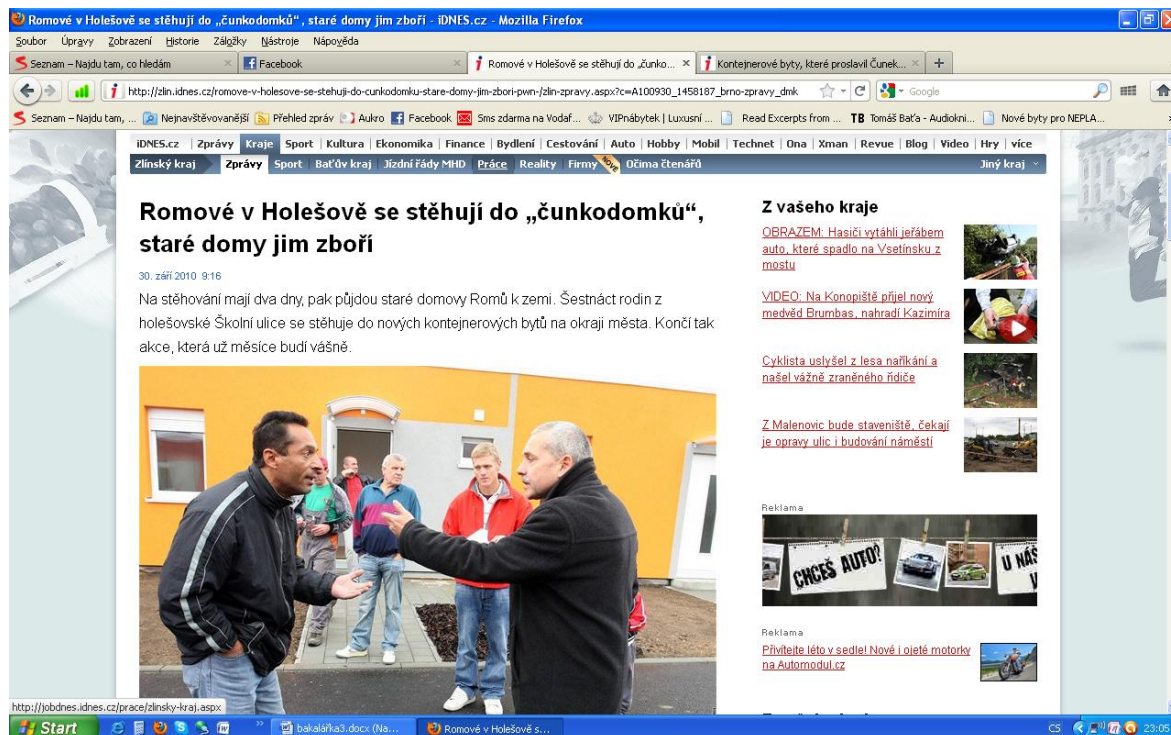 Romové v Holešově se stěhují do „čunkodomků“, staré domy jim zboří - iDNES.cz - Mozilla Firefox
Soubor Úpravy Zobrazení Historie Záložky Nástroje Nápověda
Seznam – Najdu tam, co hledám × Facebook × Romové v Holešově se stěhují do „čunko... × Kontejnerové byty, které proslavil Čunek... × +
http://zlin.idnes.cz/romove-v-holesove-se-stehuji-do-cunkodomku-stare-domy-jim-zbori-pwn-/zlin-zpravy.aspx?c=A100930_1458187_brno-zpravy_dmk Google
Seznam – Najdu tam, ... Nejnavštěvovanější Přehled zpráv Aukro Facebook Sms zdarma na Vodaf... VIPnábytek | Luxusní ... Read Excerpts from ... TB Tomáš Baťa - Audiokni... Nové byty pro NEPLA...
iDNES.cz | Zprávy Kraje Sport | Kultura | Ekonomika | Finance | Bydlení | Cestování | Auto | Hobby | Mobil | Technet | Ona | Xman | Revue | Blog | Video | Hry | více
Zlínský kraj Zprávy Sport | Baťův kraj | Jízdní řády MHD | Práce | Reality | Firmy NOVÉ Očima čtenářů Jiný kraj
Romové v Holešově se stěhují do „čunkodomků“,
staré domy jim zboří
30. září 2010 9:16
Na stěhování mají dva dny, pak půjdou staré domovy Romů k zemi. Šestnáct rodin z
holešovské Školní ulice se stěhuje do nových kontejnerových bytů na okraji města. Končí tak
akce, která už měsíce budí vášně.
Z vašeho kraje
OBRAZEM: Hasiči vytáhli jeřábem
auto, které spadlo na Vsetínsku z
mostu
VIDEO: Na Konopiště přijel nový
medvěd Brumbas, nahradí Kazimíra
Cyklista uslyšel z lesa naříkání a
našel vážně zraněného řidiče
Z Malenovic bude staveniště, čekají
je opravy ulic i budování náměstí
Reklama
CHCEŠ AUTO?
U NÁS
Reklama
Přivítejte léto v sedle! Nové i ojeté motorky
na Automodul.cz
http://jobdnes.idnes.cz/prace/zlinsky-kraj.aspx
Start » bakalářka3.docx (Na... Romové v Holešově s... CS 23:05